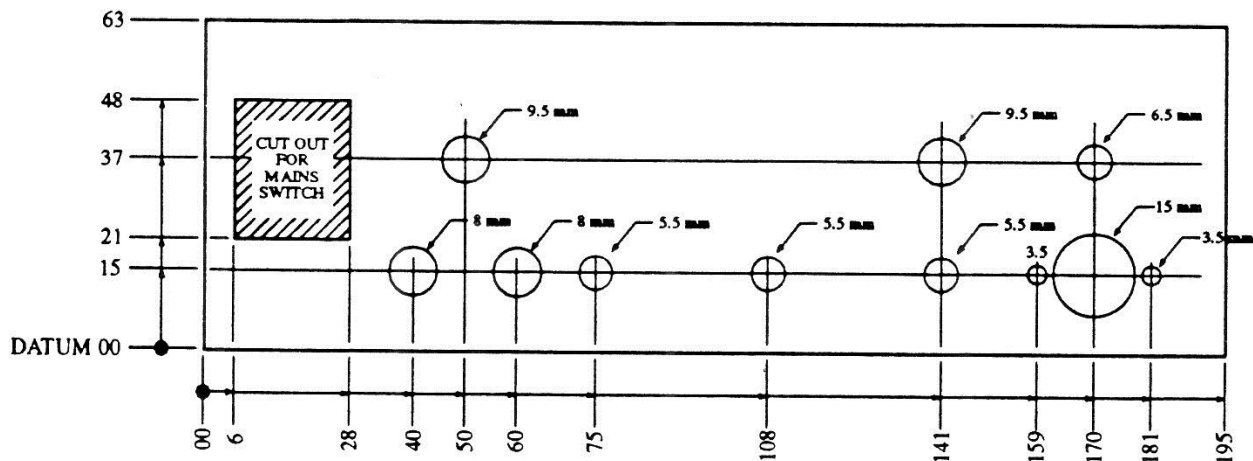 63
48
9.5 mm
9.5 mm
6.5 mm
CUT OUT
FOR
MAINS
SWITCH
37
8 mm
8 mm
5.5 mm
5.5 mm
5.5 mm
15 mm
21
3.5
3.5 mm
15
DATUM 00
00
6
28
40
50
60
75
108
141
159
170
181
195